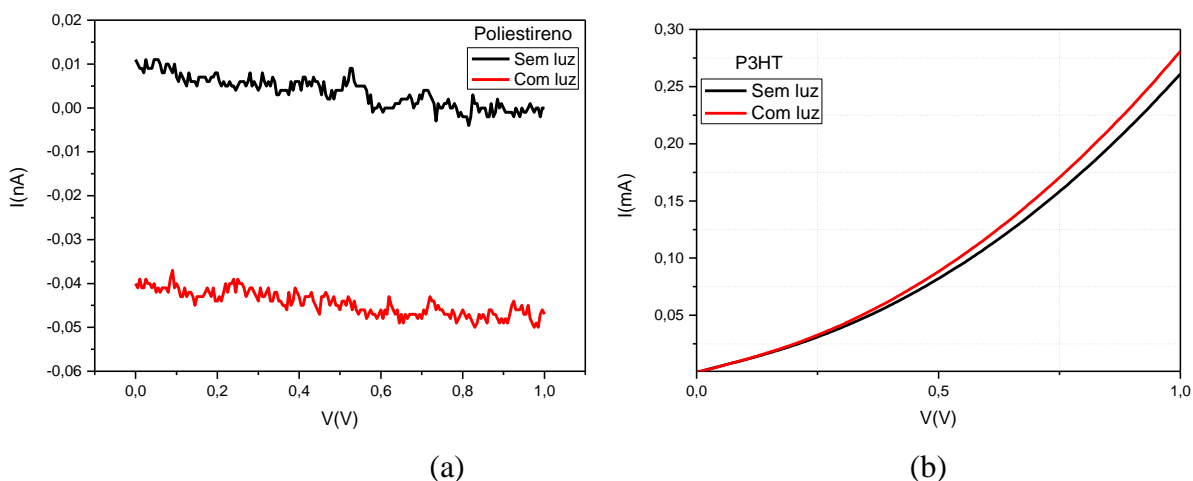 0,02
0,01
0,00
-0,01
-0,02
-0,03
-0,04
-0,05
-0,06
I(nA)
Poliestireno
Sem luz
Com luz
0,0 0,2 0,4 0,6 0,8 1,0
V(V)
(a)
0,30
0,25
0,20
0,15
0,10
0,05
I(mA)
P3HT
Sem luz
Com luz
0,0 0,5 1,0
V(V)
(b)